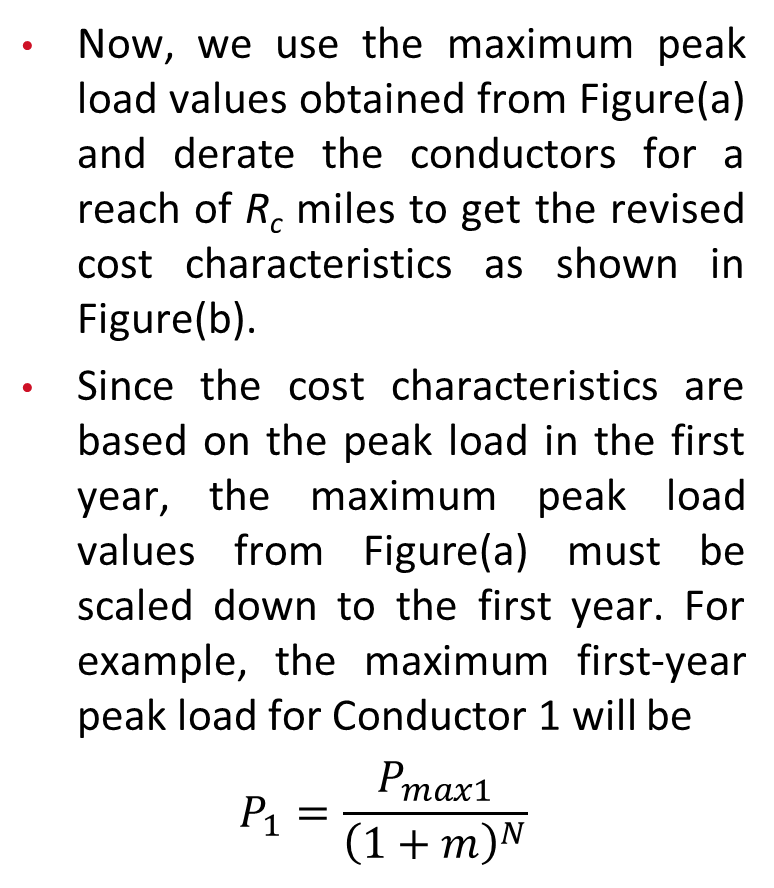 • Now, we use the maximum peak
load values obtained from Figure(a)
and derate the conductors for a
reach of R_c miles to get the revised
cost characteristics as shown in
Figure(b).
• Since the cost characteristics are
based on the peak load in the first
year, the maximum peak load
values from Figure(a) must be
scaled down to the first year. For
example, the maximum first-year
peak load for Conductor 1 will be
P_1 = P_{max1} / (1 + m)^N